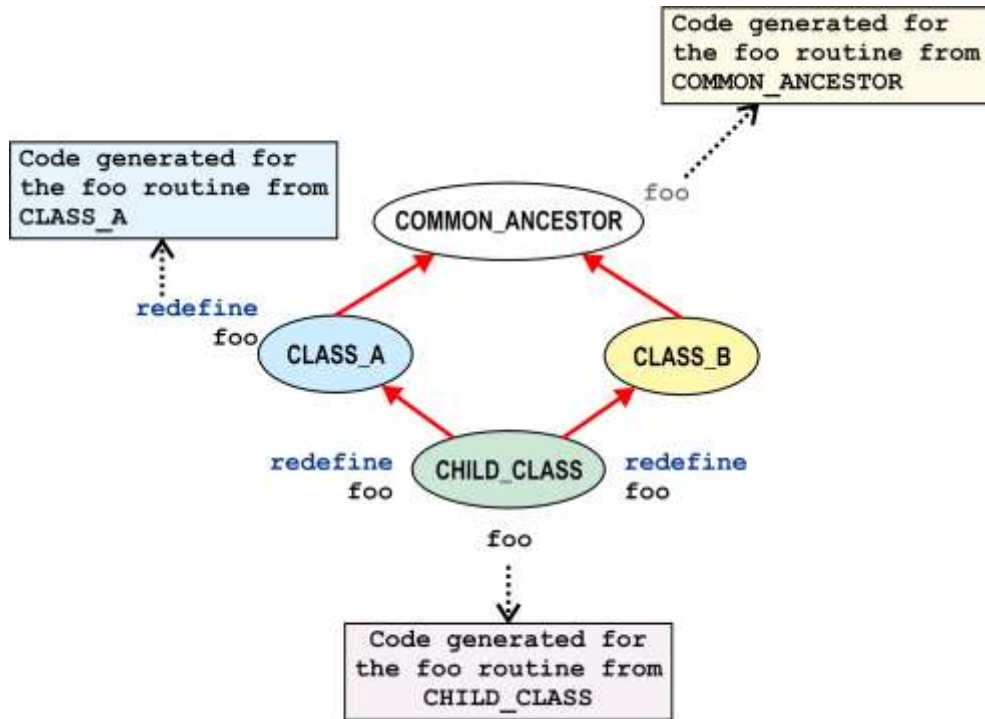 Code generated for
the foo routine from
COMMON_ANCESTOR
Code generated for
the foo routine from
CLASS_A
foo
COMMON_ANCESTOR
redefine
foo
CLASS_A
CLASS_B
redefine
foo
CHILD_CLASS
redefine
foo
foo
Code generated for
the foo routine from
CHILD_CLASS